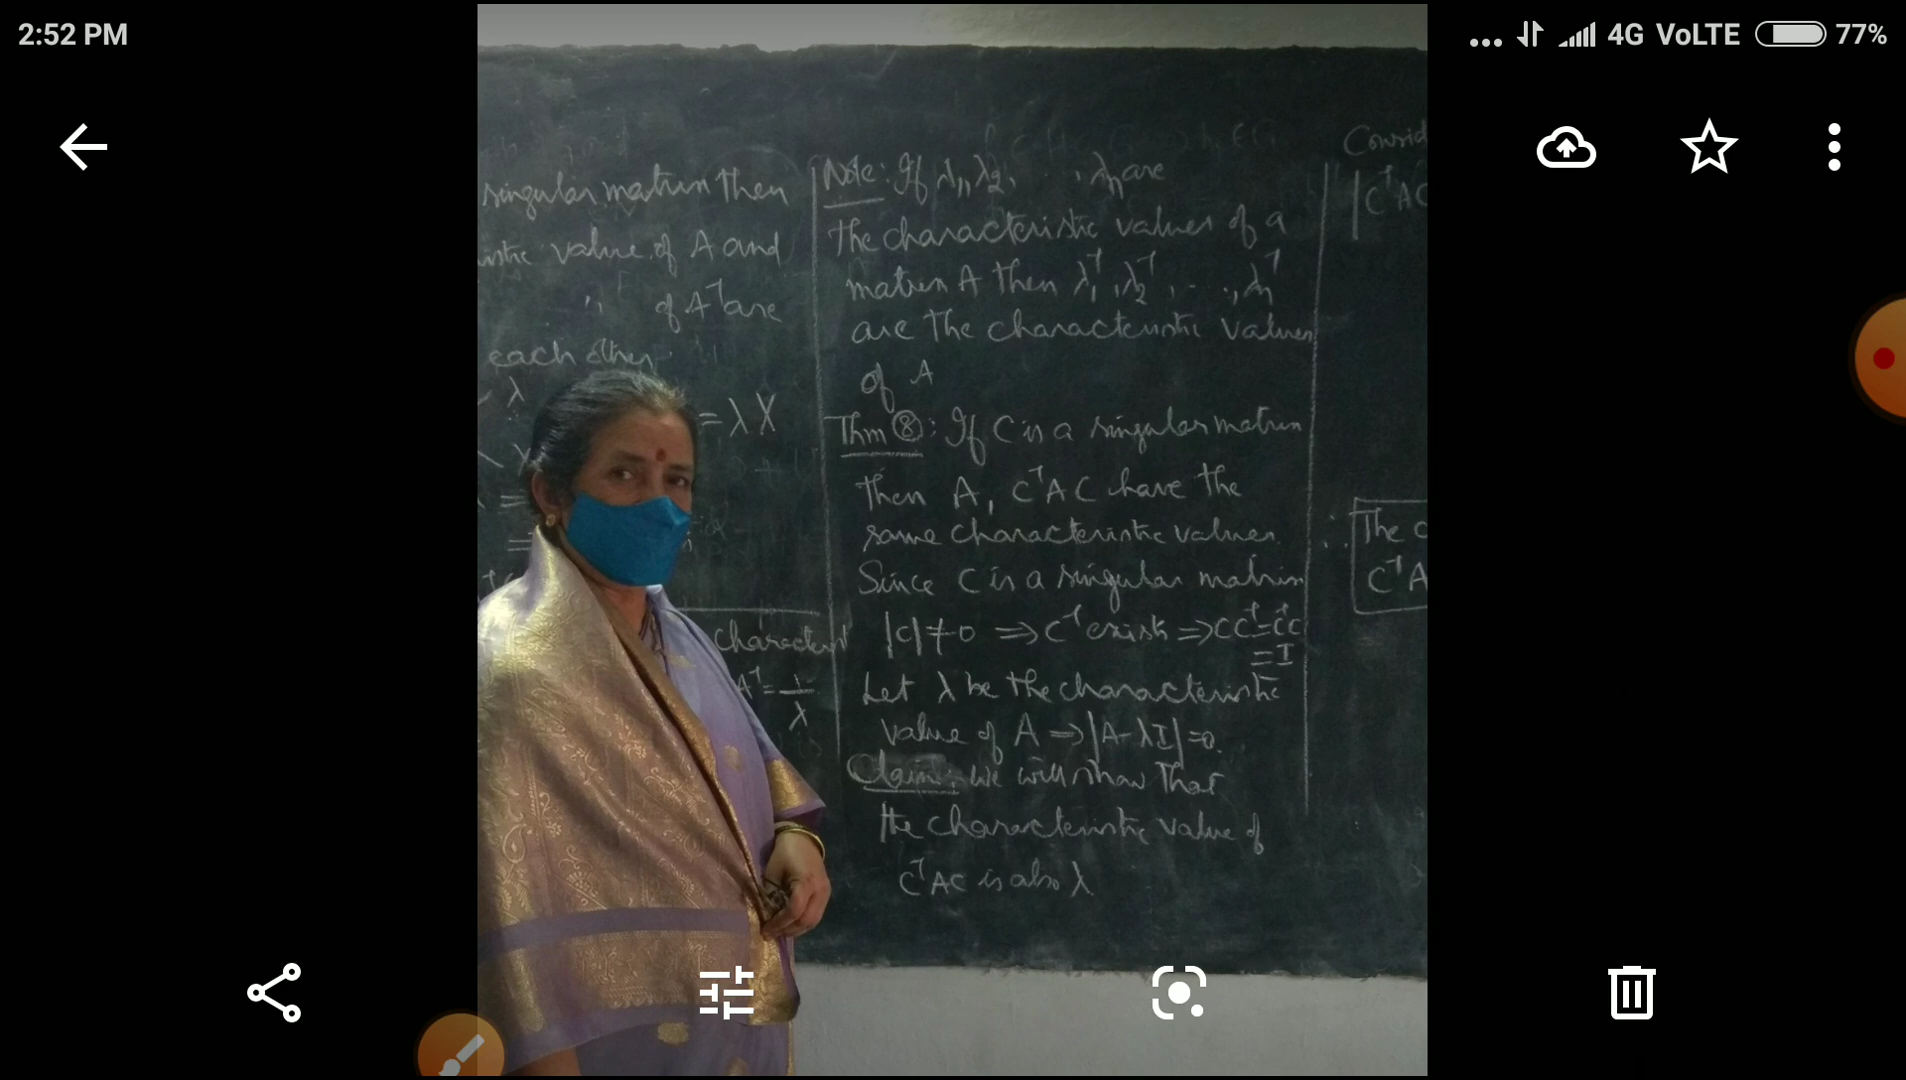 2:52 PM
4G VoLTE 77%
singular matrix then
value of A and
of A⁻¹ are
each other
λ
= λX
Characteri
A⁻¹ = 1/λ
Note: If λ₁, λ₂, . . , λn are
the characteristic values of a
matrix A then λ₁⁻¹, λ₂⁻¹, . . ., λn⁻¹
are the characteristic values
of A
Thm ⑧: If C is a singular matrix
then A, C⁻¹AC have the
same characteristic values.
Since C is a singular matrix
|C| ≠ 0 ⇒ C⁻¹ exists ⇒ CC⁻¹ = C⁻¹C
= I
Let λ be the characteristic
value of A ⇒ |A - λI| = 0.
Claim: We will show that
the characteristic value of
C⁻¹AC is also λ
Consid
|C⁻¹AC
∴ The c
C⁻¹A